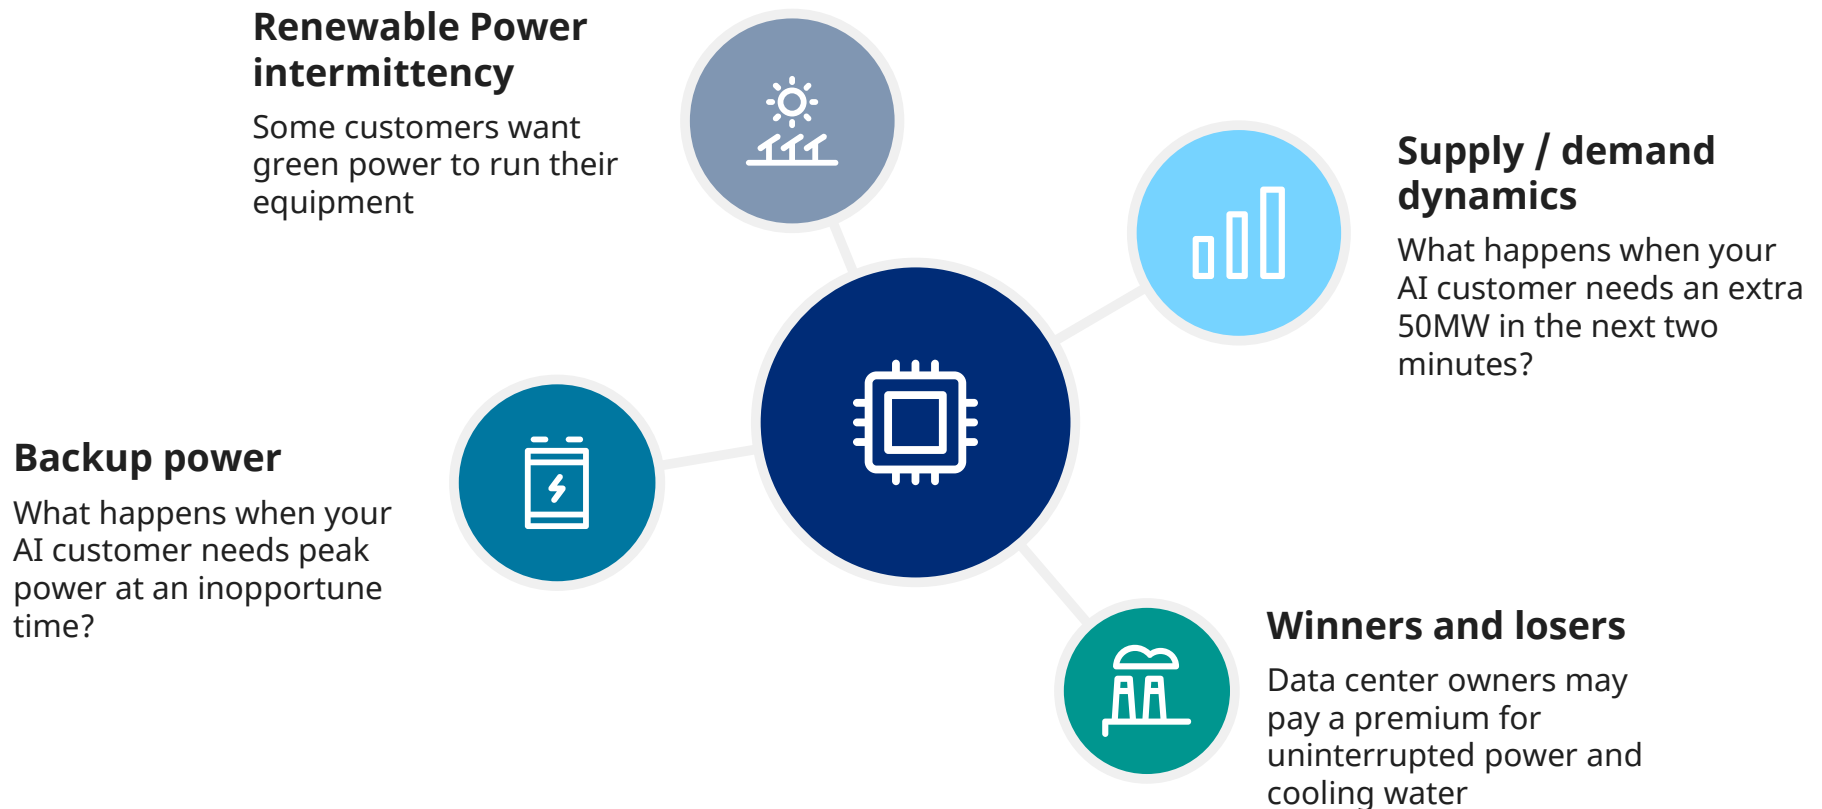 Renewable Power
intermittency
Some customers want
green power to run their
equipment
Supply / demand
dynamics
What happens when your
AI customer needs an extra
50MW in the next two
minutes?
Backup power
What happens when your
AI customer needs peak
power at an inopportune
time?
Winners and losers
Data center owners may
pay a premium for
uninterrupted power and
cooling water